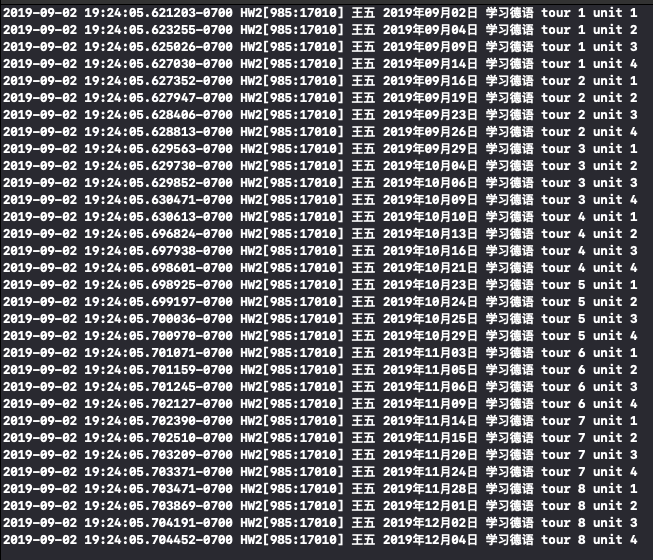 2019-09-02 19:24:05.621203-0700 HW2[985:17010] 王五 2019年09月02日 学习德语 tour 1 unit 1
2019-09-02 19:24:05.623255-0700 HW2[985:17010] 王五 2019年09月04日 学习德语 tour 1 unit 2
2019-09-02 19:24:05.625026-0700 HW2[985:17010] 王五 2019年09月09日 学习德语 tour 1 unit 3
2019-09-02 19:24:05.627030-0700 HW2[985:17010] 王五 2019年09月14日 学习德语 tour 1 unit 4
2019-09-02 19:24:05.627352-0700 HW2[985:17010] 王五 2019年09月16日 学习德语 tour 2 unit 1
2019-09-02 19:24:05.627947-0700 HW2[985:17010] 王五 2019年09月19日 学习德语 tour 2 unit 2
2019-09-02 19:24:05.628406-0700 HW2[985:17010] 王五 2019年09月23日 学习德语 tour 2 unit 3
2019-09-02 19:24:05.628813-0700 HW2[985:17010] 王五 2019年09月26日 学习德语 tour 2 unit 4
2019-09-02 19:24:05.629563-0700 HW2[985:17010] 王五 2019年09月29日 学习德语 tour 3 unit 1
2019-09-02 19:24:05.629730-0700 HW2[985:17010] 王五 2019年10月04日 学习德语 tour 3 unit 2
2019-09-02 19:24:05.629852-0700 HW2[985:17010] 王五 2019年10月06日 学习德语 tour 3 unit 3
2019-09-02 19:24:05.630471-0700 HW2[985:17010] 王五 2019年10月09日 学习德语 tour 3 unit 4
2019-09-02 19:24:05.630613-0700 HW2[985:17010] 王五 2019年10月10日 学习德语 tour 4 unit 1
2019-09-02 19:24:05.696824-0700 HW2[985:17010] 王五 2019年10月13日 学习德语 tour 4 unit 2
2019-09-02 19:24:05.697938-0700 HW2[985:17010] 王五 2019年10月16日 学习德语 tour 4 unit 3
2019-09-02 19:24:05.698601-0700 HW2[985:17010] 王五 2019年10月21日 学习德语 tour 4 unit 4
2019-09-02 19:24:05.698925-0700 HW2[985:17010] 王五 2019年10月23日 学习德语 tour 5 unit 1
2019-09-02 19:24:05.699197-0700 HW2[985:17010] 王五 2019年10月24日 学习德语 tour 5 unit 2
2019-09-02 19:24:05.700036-0700 HW2[985:17010] 王五 2019年10月25日 学习德语 tour 5 unit 3
2019-09-02 19:24:05.700970-0700 HW2[985:17010] 王五 2019年10月29日 学习德语 tour 5 unit 4
2019-09-02 19:24:05.701071-0700 HW2[985:17010] 王五 2019年11月03日 学习德语 tour 6 unit 1
2019-09-02 19:24:05.701159-0700 HW2[985:17010] 王五 2019年11月05日 学习德语 tour 6 unit 2
2019-09-02 19:24:05.701245-0700 HW2[985:17010] 王五 2019年11月06日 学习德语 tour 6 unit 3
2019-09-02 19:24:05.702127-0700 HW2[985:17010] 王五 2019年11月09日 学习德语 tour 6 unit 4
2019-09-02 19:24:05.702390-0700 HW2[985:17010] 王五 2019年11月14日 学习德语 tour 7 unit 1
2019-09-02 19:24:05.702510-0700 HW2[985:17010] 王五 2019年11月15日 学习德语 tour 7 unit 2
2019-09-02 19:24:05.703209-0700 HW2[985:17010] 王五 2019年11月20日 学习德语 tour 7 unit 3
2019-09-02 19:24:05.703371-0700 HW2[985:17010] 王五 2019年11月24日 学习德语 tour 7 unit 4
2019-09-02 19:24:05.703471-0700 HW2[985:17010] 王五 2019年11月28日 学习德语 tour 8 unit 1
2019-09-02 19:24:05.703869-0700 HW2[985:17010] 王五 2019年12月01日 学习德语 tour 8 unit 2
2019-09-02 19:24:05.704191-0700 HW2[985:17010] 王五 2019年12月02日 学习德语 tour 8 unit 3
2019-09-02 19:24:05.704452-0700 HW2[985:17010] 王五 2019年12月04日 学习德语 tour 8 unit 4